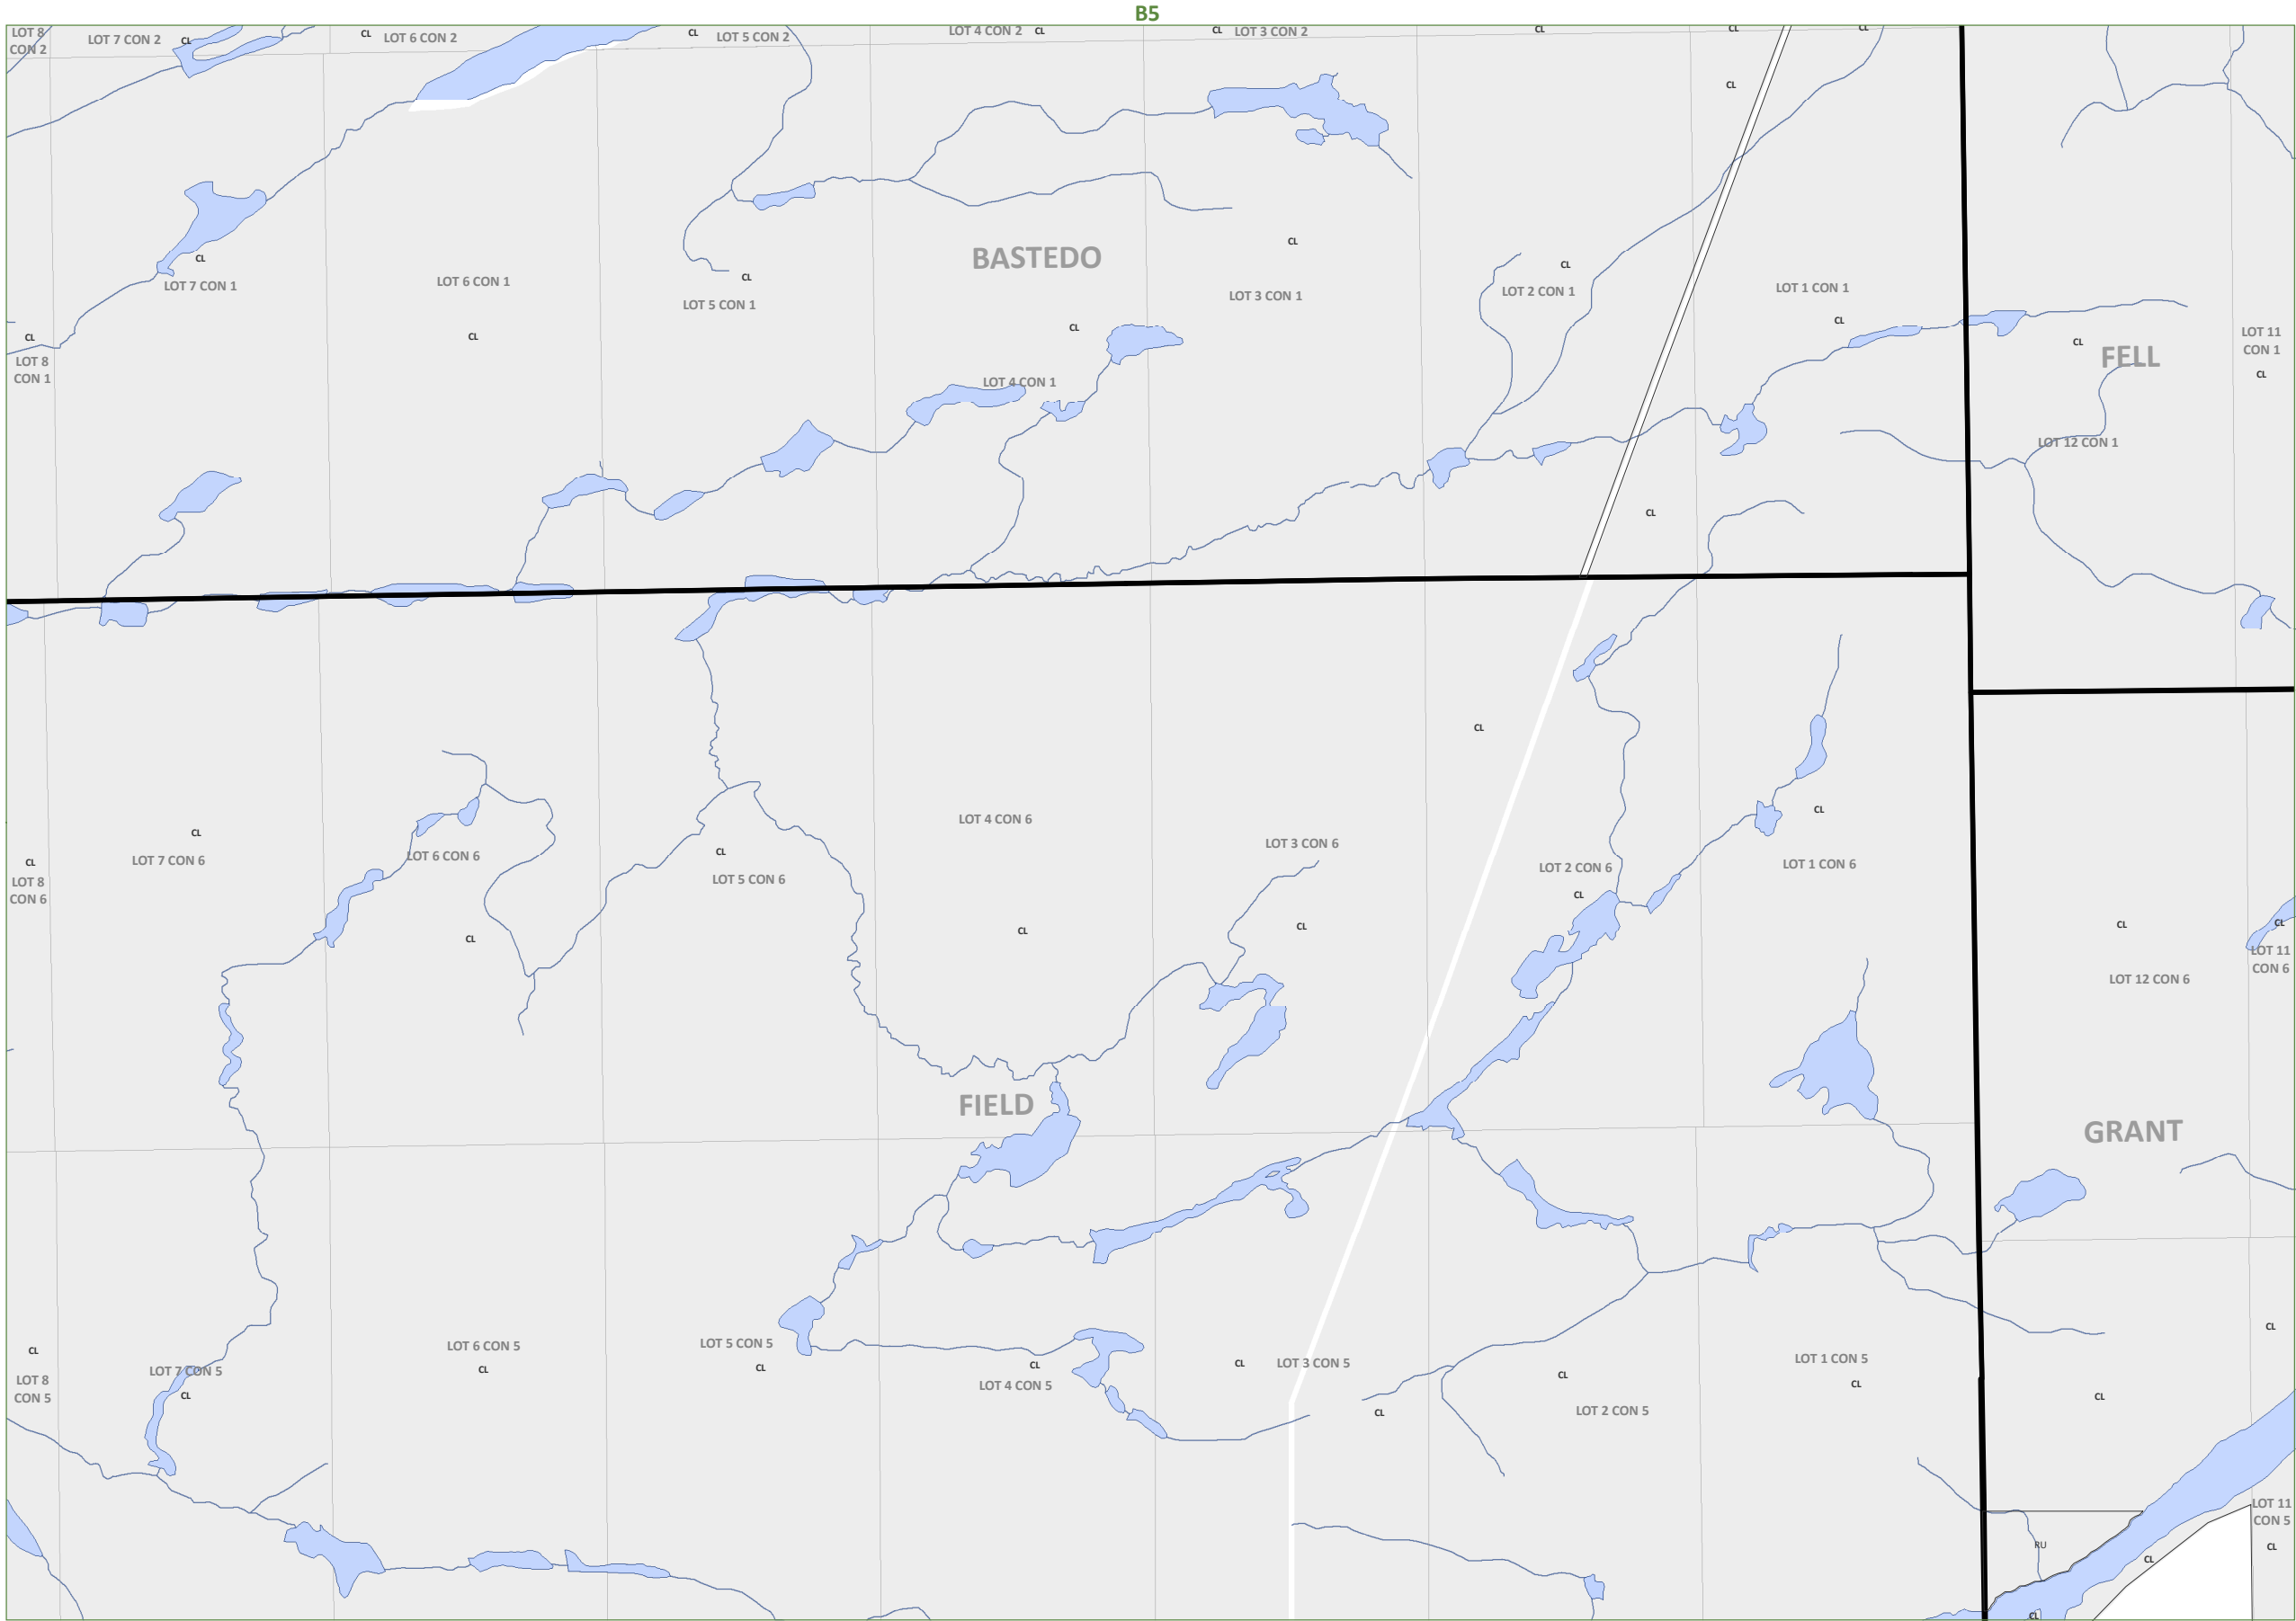 B5
LOT 8
CON 2
LOT 7 CON 2
CL
CL
LOT 6 CON 2
CL
LOT 5 CON 2
LOT 4 CON 2
CL
CL
LOT 3 CON 2
CL
CL
CL
CL
CL
LOT 7 CON 1
LOT 6 CON 1
CL
CL
LOT 8
CON 1
CL
LOT 5 CON 1
BASTEDO
CL
LOT 4 CON 1
CL
LOT 3 CON 1
CL
LOT 2 CON 1
LOT 1 CON 1
CL
CL
CL
FELL
LOT 11
CON 1
CL
LOT 12 CON 1
CL
CL
LOT 7 CON 6
CL
LOT 8
CON 6
LOT 6 CON 6
CL
CL
LOT 5 CON 6
LOT 4 CON 6
CL
LOT 3 CON 6
CL
LOT 2 CON 6
CL
CL
LOT 1 CON 6
CL
LOT 12 CON 6
CL
LOT 11
CON 6
FIELD
GRANT
CL
LOT 8
CON 5
LOT 7 CON 5
CL
LOT 6 CON 5
CL
LOT 5 CON 5
CL
CL
LOT 4 CON 5
CL
LOT 3 CON 5
CL
CL
LOT 2 CON 5
LOT 1 CON 5
CL
CL
CL
LOT 11
CON 5
CL
RU
CL
CL